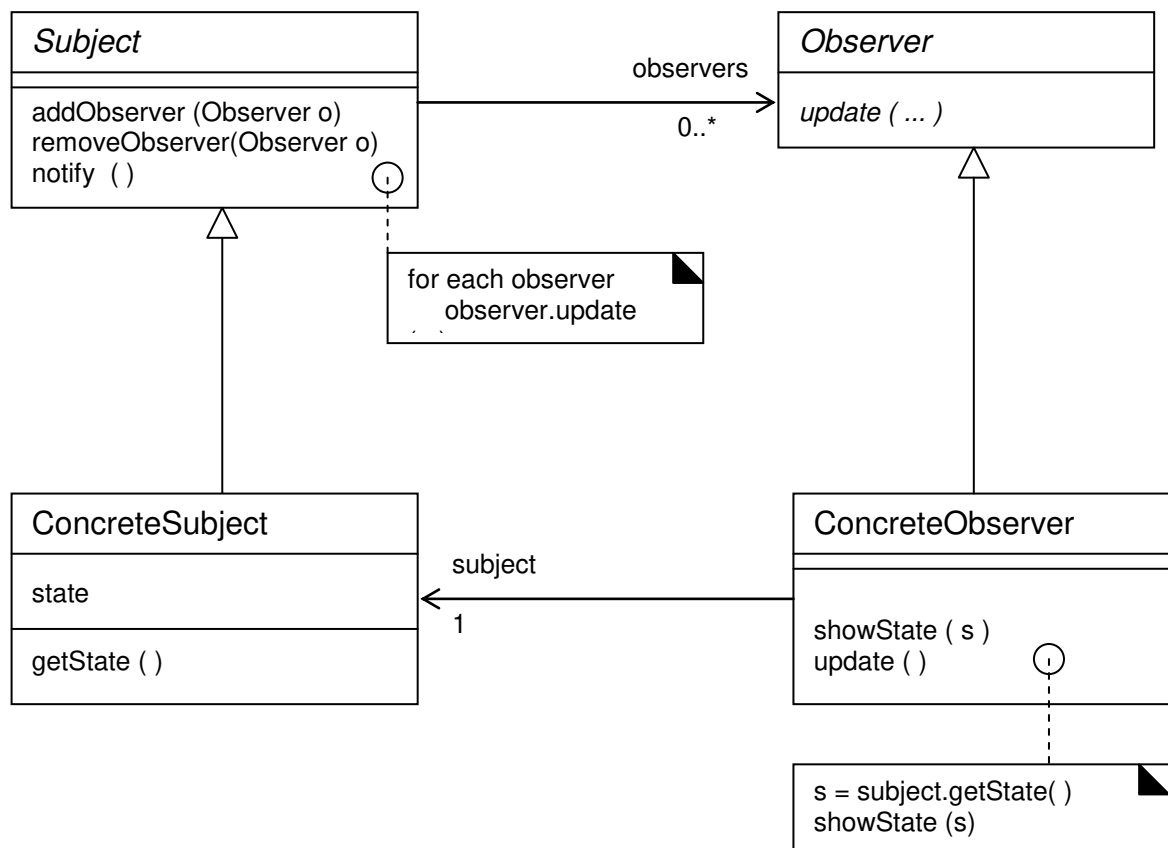 Subject
addObserver (Observer o)
removeObserver(Observer o)
notify ( )
observers
0..*
Observer
update ( ... )
for each observer
observer.update
ConcreteSubject
state
getState ( )
subject
1
ConcreteObserver
showState ( s )
update ( )
s = subject.getState( )
showState (s)